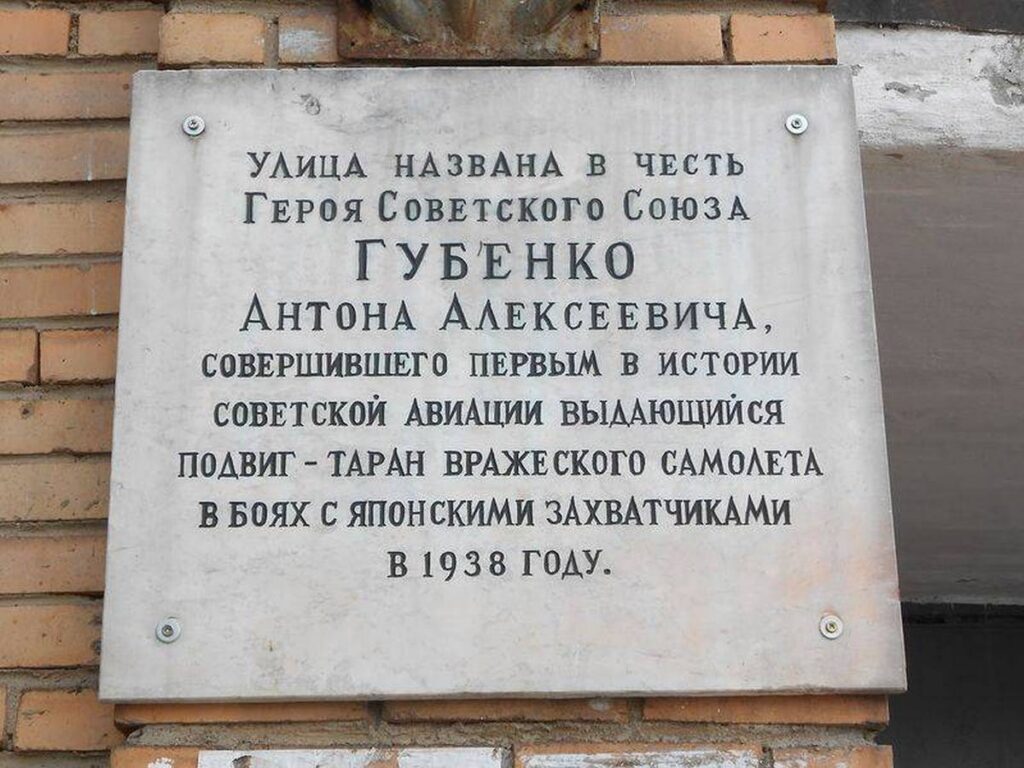 УЛИЦА НАЗВАНА В ЧЕСТЬ
ГЕРОЯ СОВЕТСКОГО СОЮЗА
ГУБЕНКО
АНТОНА АЛЕКСЕЕВИЧА,
СОВЕРШИВШЕГО ПЕРВЫМ В ИСТОРИИ
СОВЕТСКОЙ АВИАЦИИ ВЫДАЮЩИЙСЯ
ПОДВИГ - ТАРАН ВРАЖЕСКОГО САМОЛЕТА
В БОЯХ С ЯПОНСКИМИ ЗАХВАТЧИКАМИ
В 1938 ГОДУ.